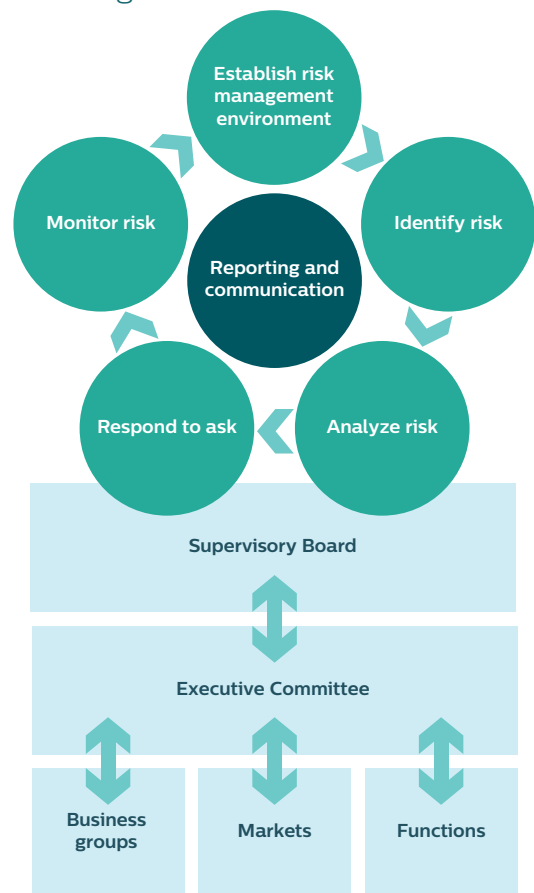 Establish risk
management
environment
Monitor risk
Identify risk
Reporting and
communication
Respond to ask
Analyze risk
Supervisory Board
Executive Committee
Business
groups
Markets
Functions